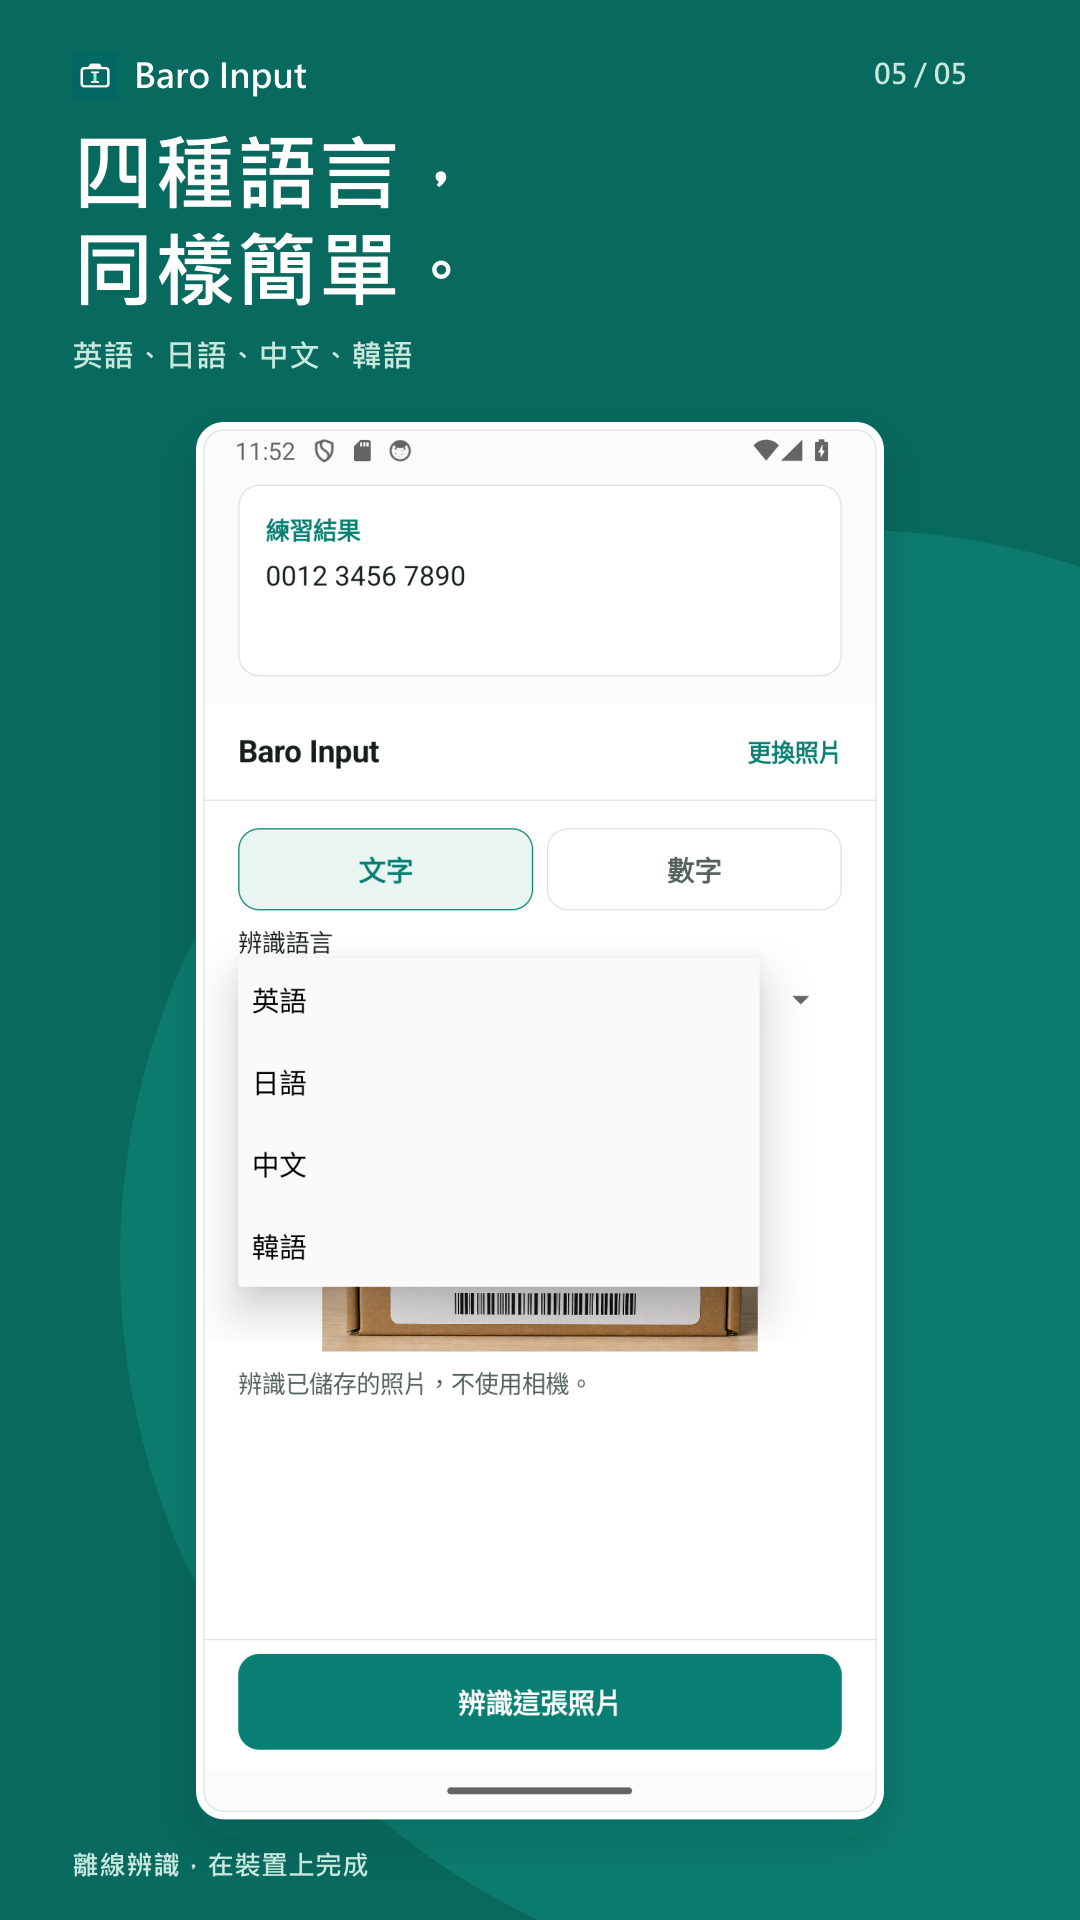 Baro Input
05 / 05
四種語言，
同樣簡單。
英語、日語、中文、韓語
11:52
練習結果
0012 3456 7890
Baro Input
更換照片
文字
數字
辨識語言
英語
日語
中文
韓語
辨識已儲存的照片，不使用相機。
辨識這張照片
離線辨識，在裝置上完成